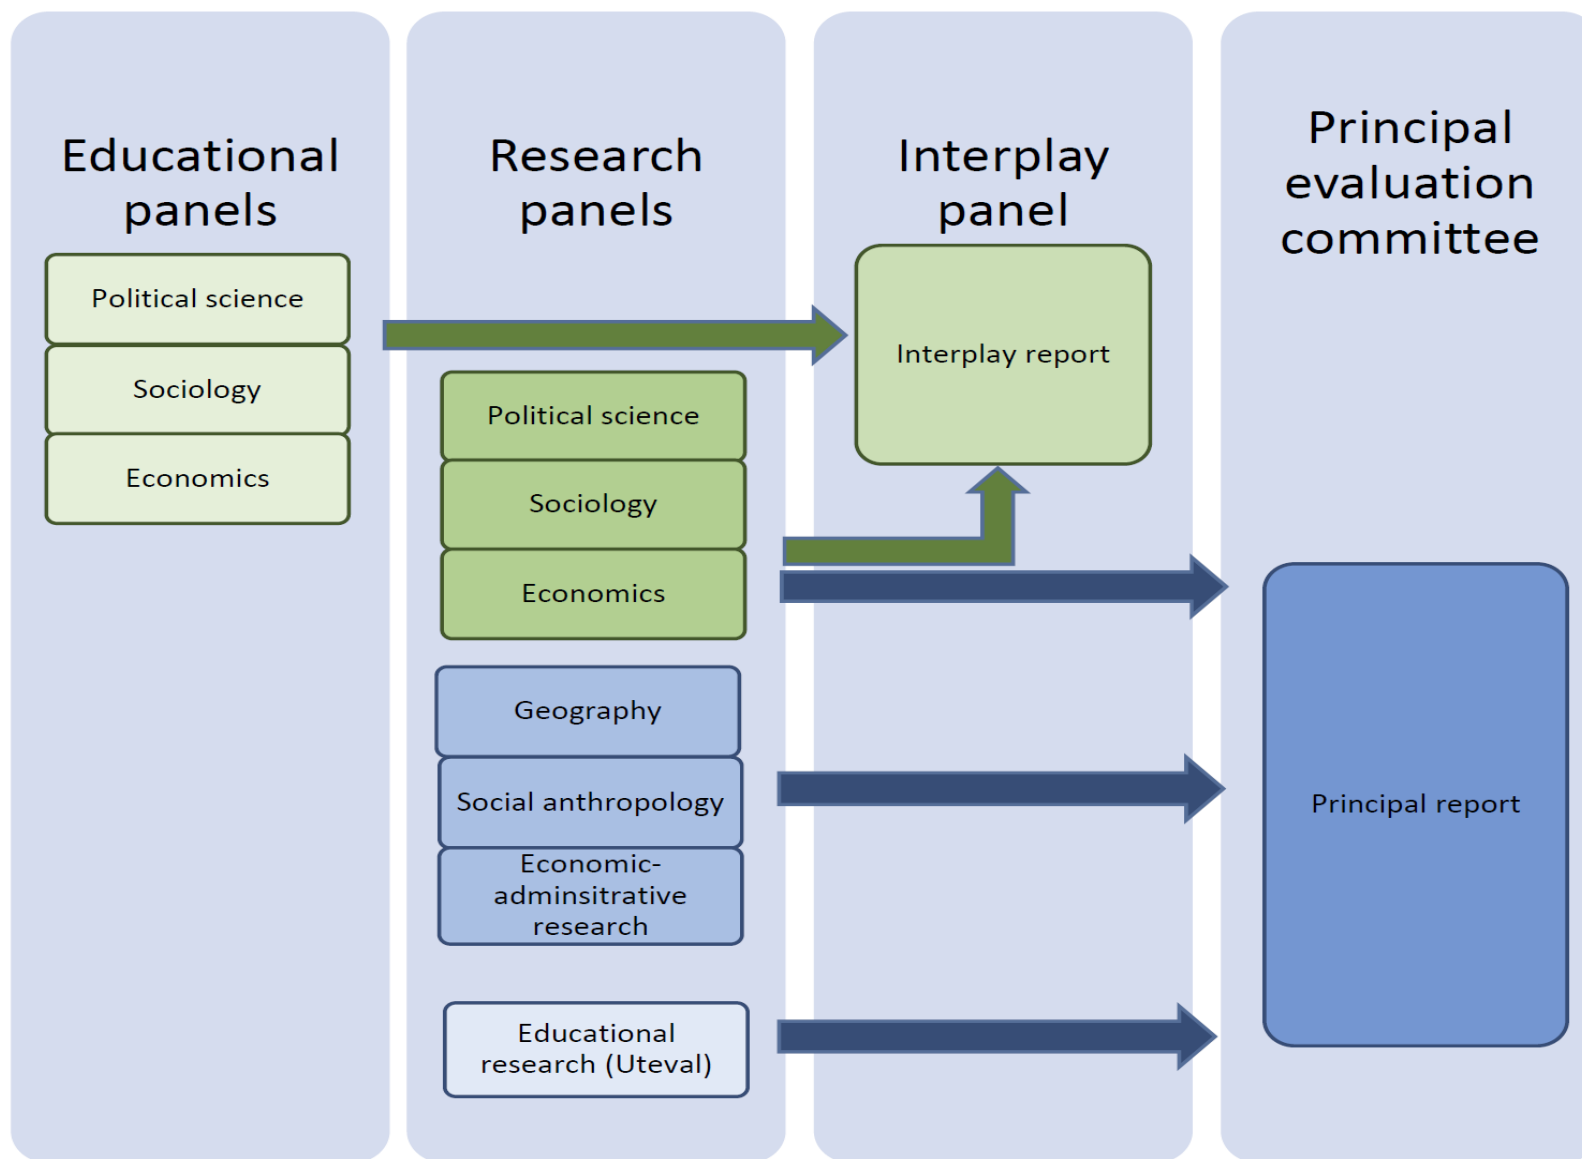 Educational
panels
Political science
Sociology
Economics
Research
panels
Political science
Sociology
Economics
Geography
Social anthropology
Economic-
adminsitrative
research
Educational
research (Uteval)
Interplay
panel
Interplay report
Principal
evaluation
committee
Principal report